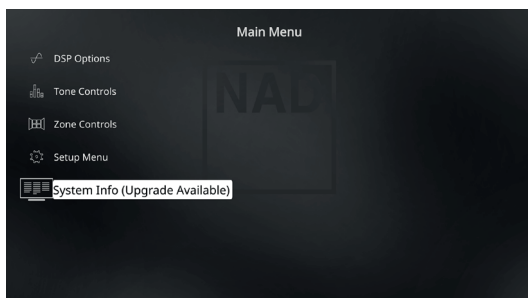 Main Menu
DSP Options
Tone Controls
NAD
Zone Controls
Setup Menu
System Info (Upgrade Available)